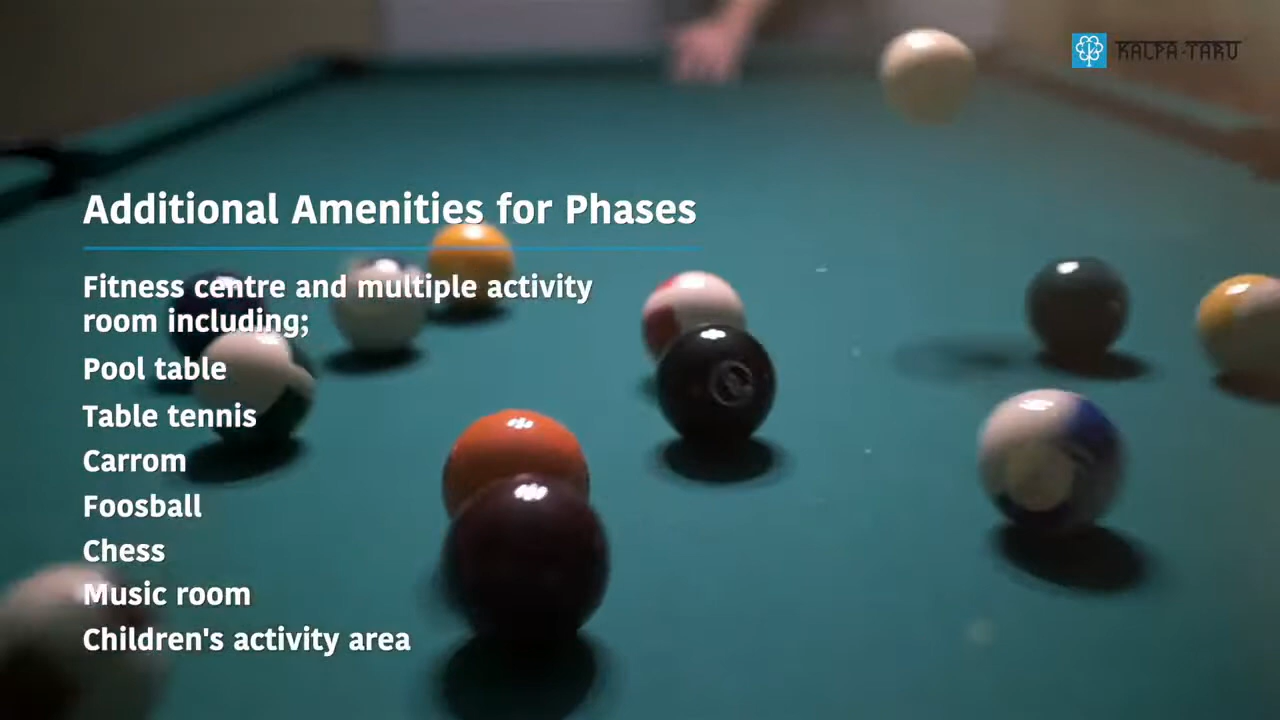 KALPA-TARU
Additional Amenities for Phases
Fitness centre and multiple activity
room including;
Pool table
Table tennis
Carrom
Foosball
Chess
Music room
Children's activity area